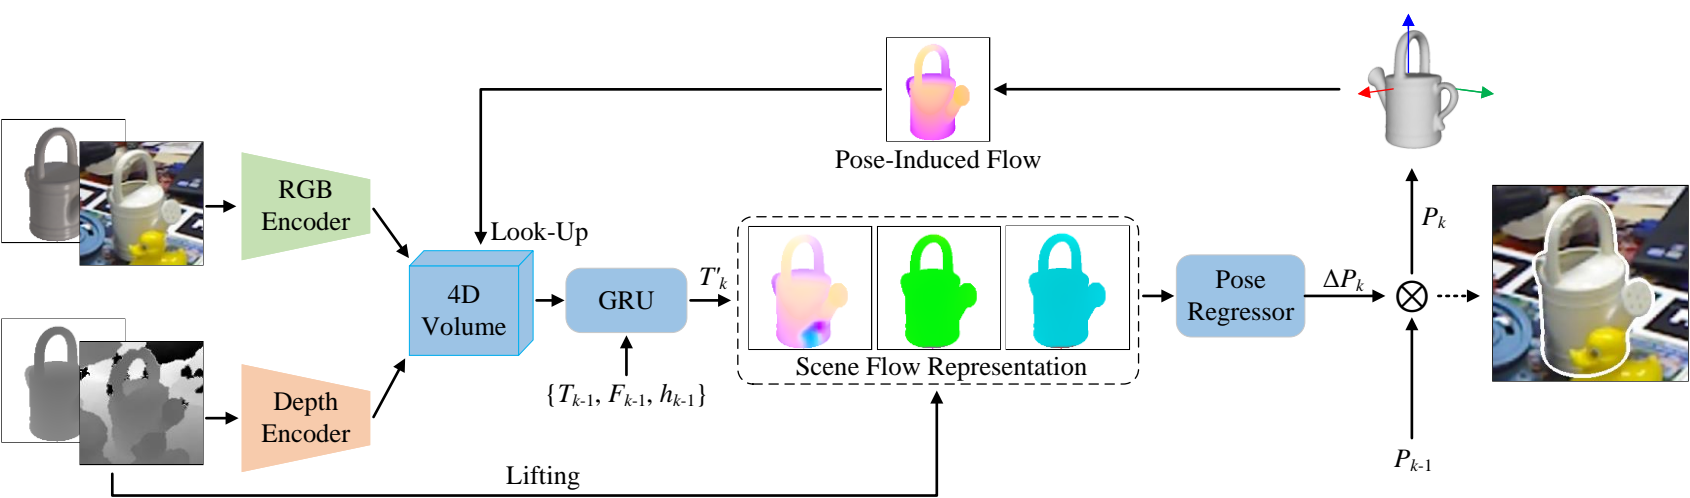 Pose-Induced Flow
RGB
Encoder
Look-Up
4D
Volume
GRU
T'k
{Tk-1, Fk-1, hk-1}
Scene Flow Representation
Pose
Regressor
ΔPk
Pk
Pk-1
Depth
Encoder
Lifting